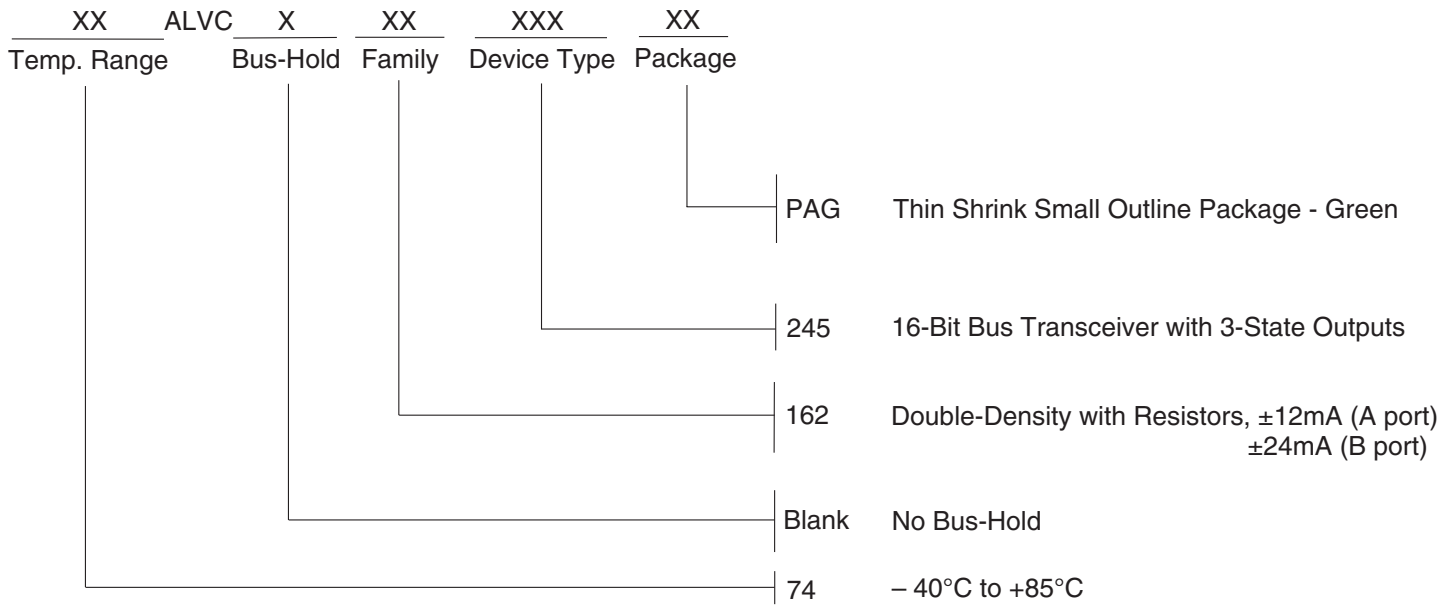 XX ALVC X XX XXX XX
Temp. Range Bus-Hold Family Device Type Package
PAG Thin Shrink Small Outline Package - Green
245 16-Bit Bus Transceiver with 3-State Outputs
162 Double-Density with Resistors, ±12mA (A port)
±24mA (B port)
Blank No Bus-Hold
74 – 40°C to +85°C